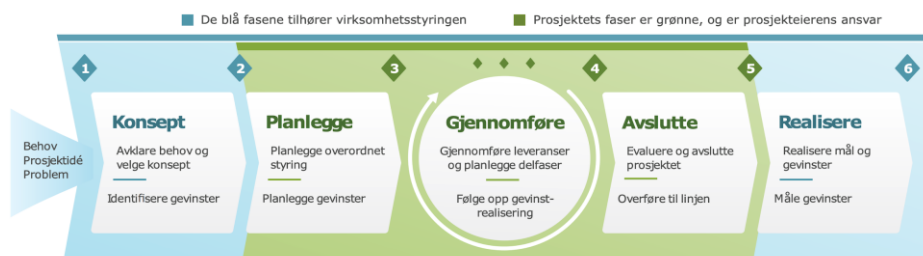 De blå fasene tilhører virksomhetsstyringen
Prosjektets faser er grønne, og er prosjekteierens ansvar
1
2
3
4
5
6
Behov
Prosjektidé
Problem
Konsept
Avklare behov og
velge konsept
Identifisere gevinster
Planlegge
Planlegge overordnet
styring
Planlegge gevinster
Gjennomføre
Gjennomføre leveranser
og planlegge delfaser
Følge opp gevinst-
realisering
Avslutte
Evaluere og avslutte
prosjektet
Overføre til linjen
Realisere
Realisere mål og
gevinster
Måle gevinster